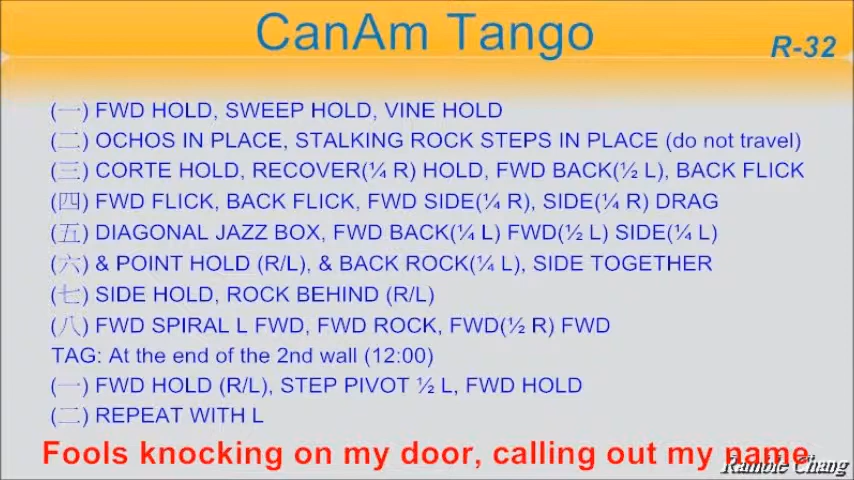 CanAm Tango
R-32
(一) FWD HOLD, SWEEP HOLD, VINE HOLD
(二) OCHOS IN PLACE, STALKING ROCK STEPS IN PLACE (do not travel)
(三) CORTE HOLD, RECOVER(¼ R) HOLD, FWD BACK(½ L), BACK FLICK
(四) FWD FLICK, BACK FLICK, FWD SIDE(¼ R), SIDE(¼ R) DRAG
(五) DIAGONAL JAZZ BOX, FWD BACK(¼ L) FWD(½ L) SIDE(¼ L)
(六) & POINT HOLD (R/L), & BACK ROCK(¼ L), SIDE TOGETHER
(七) SIDE HOLD, ROCK BEHIND (R/L)
(八) FWD SPIRAL L FWD, FWD ROCK, FWD(½ R) FWD
TAG: At the end of the 2nd wall (12:00)
(一) FWD HOLD (R/L), STEP PIVOT ½ L, FWD HOLD
(二) REPEAT WITH L
Fools knocking on my door, calling out my name
Rambie Chang